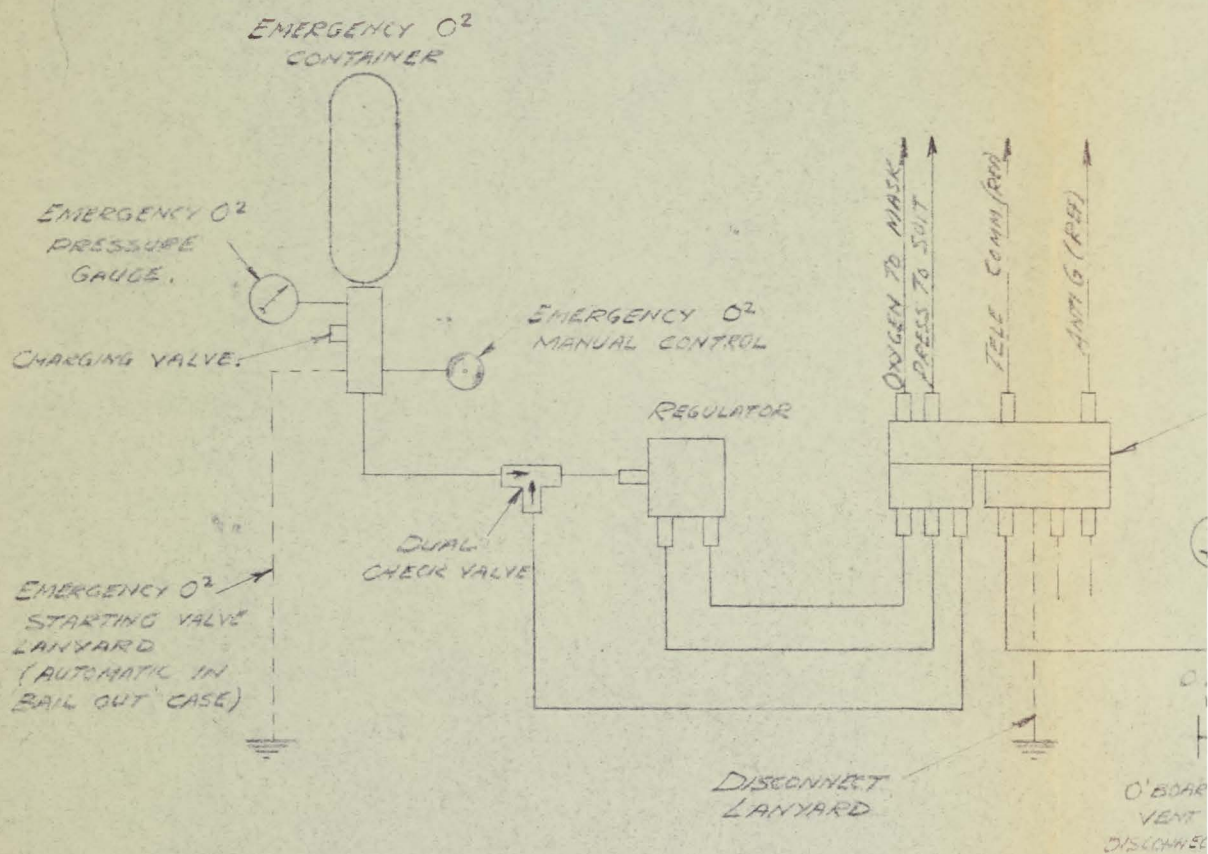 EMERGENCY O²
CONTAINER
EMERGENCY O²
PRESSURE
GAUGE.
CHARGING VALVE.
EMERGENCY O²
MANUAL CONTROL
REGULATOR
OXYGEN TO MASK
PRESS TO SUIT
TELE COMM (REF)
ANTI G (REF)
DUAL
CHECK VALVE
EMERGENCY O²
STARTING VALVE
LANYARD
(AUTOMATIC IN
BAIL OUT CASE)
DISCONNECT
LANYARD
O'BOAR
VENT
DISCONNEC